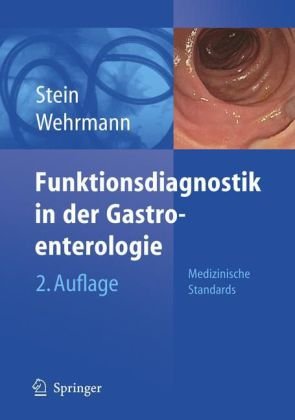 Stein
Wehrmann
Funktionsdiagnostik
in der Gastro-
enterologie
2. Auflage
Medizinische
Standards
Springer